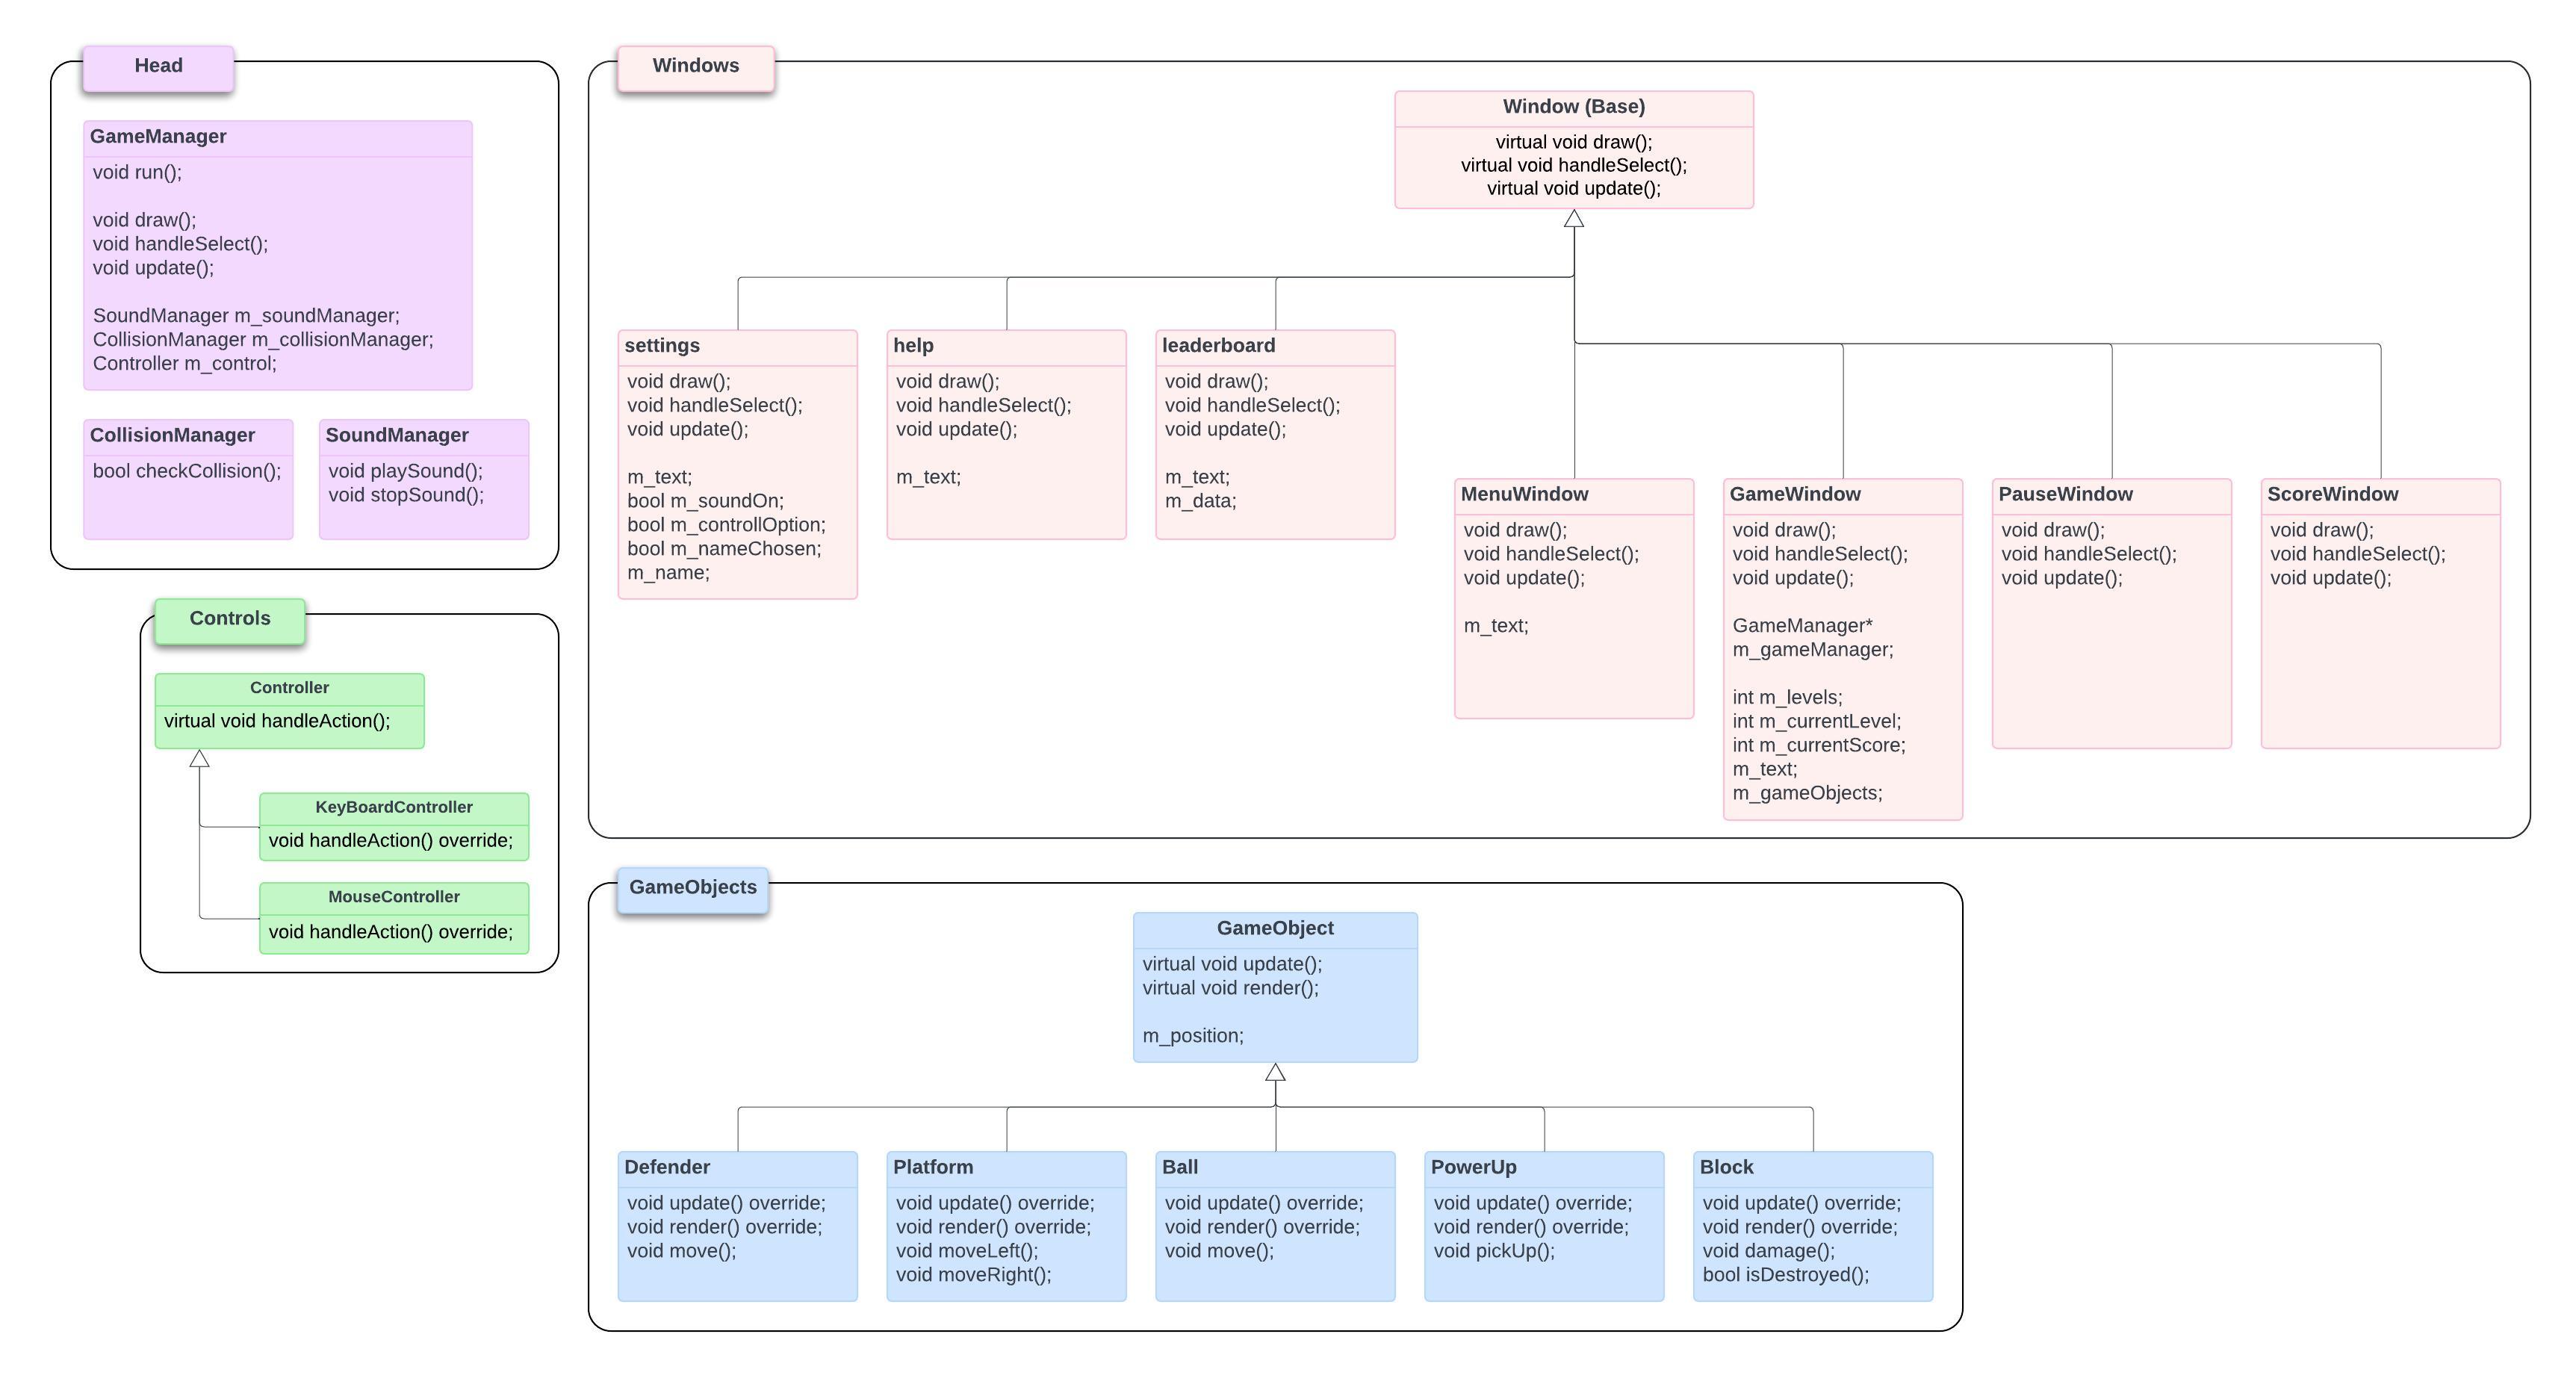 Head
GameManager
void run();
void draw();
void handleSelect();
void update();
SoundManager m_soundManager;
CollisionManager m_collisionManager;
Controller m_control;
CollisionManager
bool checkCollision();
SoundManager
void playSound();
void stopSound();
Controls
Controller
virtual void handleAction();
KeyBoardController
void handleAction() override;
MouseController
void handleAction() override;
Windows
Window (Base)
virtual void draw();
virtual void handleSelect();
virtual void update();
settings
void draw();
void handleSelect();
void update();
m_text;
bool m_soundOn;
bool m_controllOption;
bool m_nameChosen;
m_name;
help
void draw();
void handleSelect();
void update();
m_text;
leaderboard
void draw();
void handleSelect();
void update();
m_text;
m_data;
MenuWindow
void draw();
void handleSelect();
void update();
m_text;
GameWindow
void draw();
void handleSelect();
void update();
GameManager*
m_gameManager;
int m_levels;
int m_currentLevel;
int m_currentScore;
m_text;
m_gameObjects;
PauseWindow
void draw();
void handleSelect();
void update();
ScoreWindow
void draw();
void handleSelect();
void update();
GameObjects
GameObject
virtual void update();
virtual void render();
m_position;
Defender
void update() override;
void render() override;
void move();
Platform
void update() override;
void render() override;
void moveLeft();
void moveRight();
Ball
void update() override;
void render() override;
void move();
PowerUp
void update() override;
void render() override;
void pickUp();
Block
void update() override;
void render() override;
void damage();
bool isDestroyed();